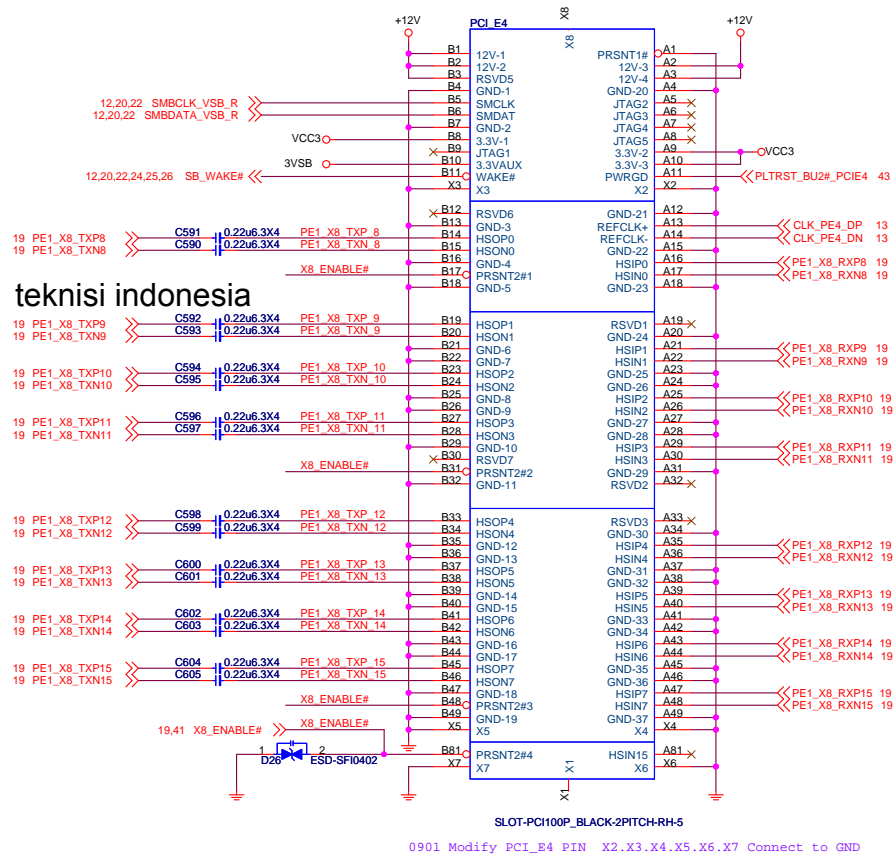 X8
+12V PCI_E4 +12V
X8
B1 12V-1 PRSNT1# A1
B2 12V-2 12V-3 A2
B3 RSVD5 12V-4 A3
B4 GND-1 GND-20 A4
12,20,22 SMBCLK_VSB_R B5 SMCLK JTAG2 A5
12,20,22 SMBDATA_VSB_R B6 SMDAT JTAG3 A6
B7 GND-2 JTAG4 A7
VCC3 B8 3.3V-1 JTAG5 A8
B9 JTAG1 3.3V-2 A9 VCC3
3VSB B10 3.3VAUX 3.3V-3 A10
12,20,22,24,25,26 SB_WAKE# B11 WAKE# PWRGD A11 PLTRST_BU2#_PCIE4 43
X3 X3 X2 X2
B12 RSVD6 GND-21 A12
B13 GND-3 REFCLK+ A13 CLK_PE4_DP 13
19 PE1_X8_TXP8 C591 0.22u6.3X4 PE1_X8_TXP_8 B14 HSOP0 REFCLK- A14 CLK_PE4_DN 13
19 PE1_X8_TXN8 C590 0.22u6.3X4 PE1_X8_TXN_8 B15 HSON0 GND-22 A15
B16 GND-4 HSIP0 A16 PE1_X8_RXP8 19
X8_ENABLE# B17 PRSNT2#1 HSIN0 A17 PE1_X8_RXN8 19
B18 GND-5 GND-23 A18
teknisi indonesia
19 PE1_X8_TXP9 C592 0.22u6.3X4 PE1_X8_TXP_9 B19 HSOP1 RSVD1 A19
19 PE1_X8_TXN9 C593 0.22u6.3X4 PE1_X8_TXN_9 B20 HSON1 GND-24 A20
B21 GND-6 HSIP1 A21 PE1_X8_RXP9 19
B22 GND-7 HSIN1 A22 PE1_X8_RXN9 19
19 PE1_X8_TXP10 C594 0.22u6.3X4 PE1_X8_TXP_10 B23 HSOP2 GND-25 A23
19 PE1_X8_TXN10 C595 0.22u6.3X4 PE1_X8_TXN_10 B24 HSON2 GND-26 A24
B25 GND-8 HSIP2 A25 PE1_X8_RXP10 19
B26 GND-9 HSIN2 A26 PE1_X8_RXN10 19
19 PE1_X8_TXP11 C596 0.22u6.3X4 PE1_X8_TXP_11 B27 HSOP3 GND-27 A27
19 PE1_X8_TXN11 C597 0.22u6.3X4 PE1_X8_TXN_11 B28 HSON3 GND-28 A28
B29 GND-10 HSIP3 A29 PE1_X8_RXP11 19
B30 RSVD7 HSIN3 A30 PE1_X8_RXN11 19
X8_ENABLE# B31 PRSNT2#2 GND-29 A31
B32 GND-11 RSVD2 A32
19 PE1_X8_TXP12 C598 0.22u6.3X4 PE1_X8_TXP_12 B33 HSOP4 RSVD3 A33
19 PE1_X8_TXN12 C599 0.22u6.3X4 PE1_X8_TXN_12 B34 HSON4 GND-30 A34
B35 GND-12 HSIP4 A35 PE1_X8_RXP12 19
B36 GND-13 HSIN4 A36 PE1_X8_RXN12 19
19 PE1_X8_TXP13 C600 0.22u6.3X4 PE1_X8_TXP_13 B37 HSOP5 GND-31 A37
19 PE1_X8_TXN13 C601 0.22u6.3X4 PE1_X8_TXN_13 B38 HSON5 GND-32 A38
B39 GND-14 HSIP5 A39 PE1_X8_RXP13 19
B40 GND-15 HSIN5 A40 PE1_X8_RXN13 19
19 PE1_X8_TXP14 C602 0.22u6.3X4 PE1_X8_TXP_14 B41 HSOP6 GND-33 A41
19 PE1_X8_TXN14 C603 0.22u6.3X4 PE1_X8_TXN_14 B42 HSON6 GND-34 A42
B43 GND-16 HSIP6 A43 PE1_X8_RXP14 19
B44 GND-17 HSIN6 A44 PE1_X8_RXN14 19
19 PE1_X8_TXP15 C604 0.22u6.3X4 PE1_X8_TXP_15 B45 HSOP7 GND-35 A45
19 PE1_X8_TXN15 C605 0.22u6.3X4 PE1_X8_TXN_15 B46 HSON7 GND-36 A46
B47 GND-18 HSIP7 A47 PE1_X8_RXP15 19
X8_ENABLE# B48 PRSNT2#3 HSIN7 A48 PE1_X8_RXN15 19
B49 GND-19 GND-37 A49
19,41 X8_ENABLE# X8_ENABLE# X5 X5 X4 X4
1 2 B81 PRSNT2#4 HSIN15 A81
D26 ESD-SFI0402 X7 X7 X1 X6 X6
X1
SLOT-PCI100P_BLACK-2PITCH-RH-5
0901 Modify PCI_E4 PIN X2.X3.X4.X5.X6.X7 Connect to GND